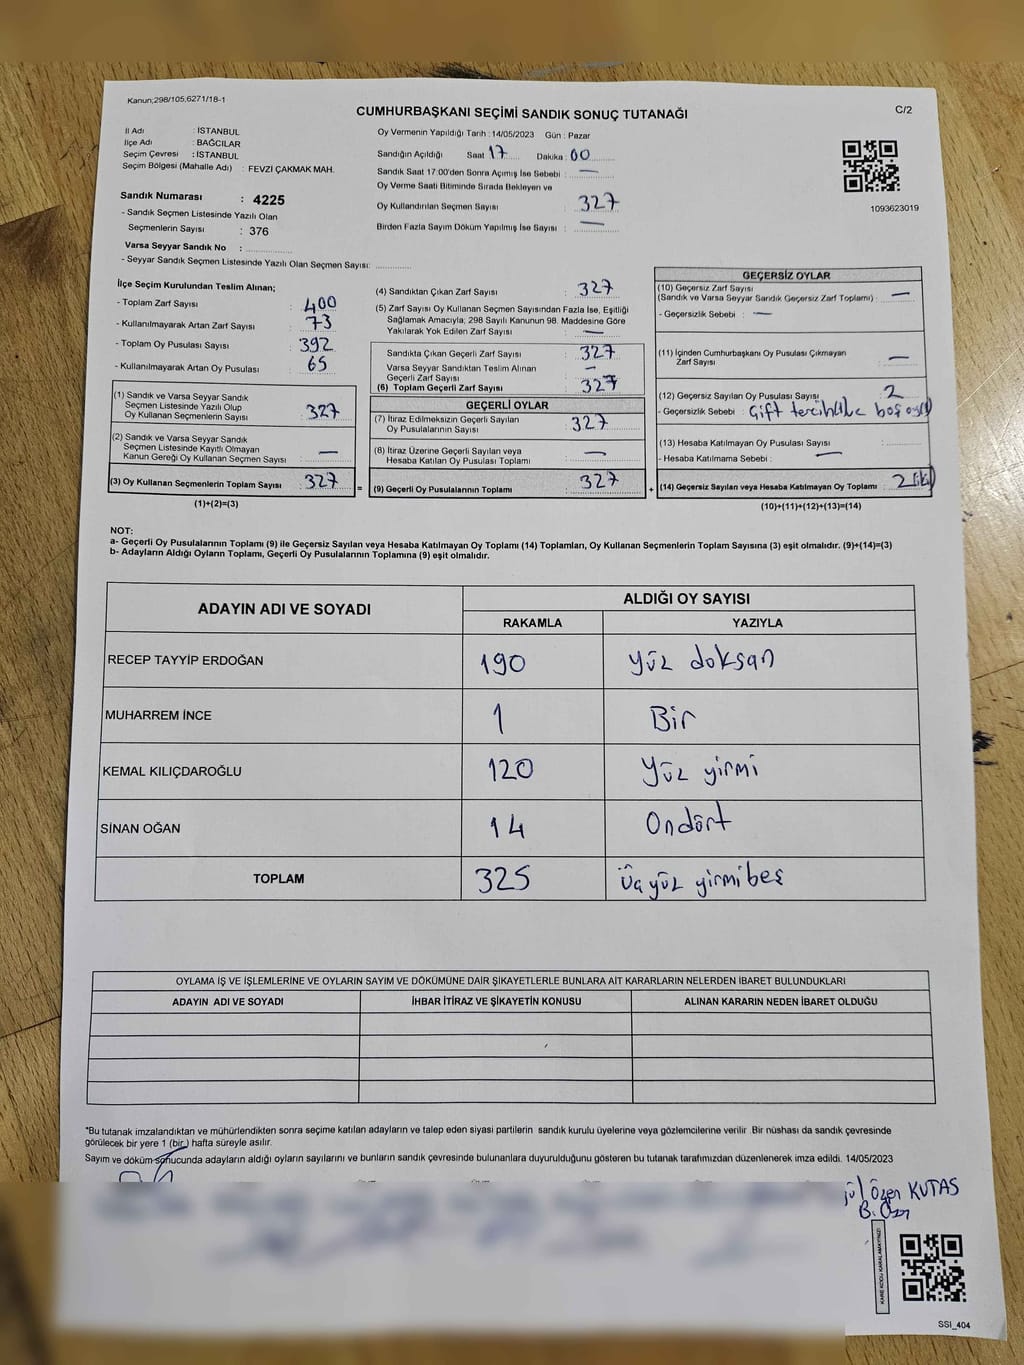 Kanun;298/105,6271/18-1
CUMHURBAŞKANI SEÇİMİ SANDIK SONUÇ TUTANAĞI
C/2
İl Adı : İSTANBUL
İlçe Adı : BAĞCILAR
Seçim Çevresi : İSTANBUL
Seçim Bölgesi (Mahalle Adı) : FEVZİ ÇAKMAK MAH.
Sandık Numarası : 4225
- Sandık Seçmen Listesinde Yazılı Olan
Seçmenlerin Sayısı : 376
Varsa Seyyar Sandık No :
- Seyyar Sandık Seçmen Listesinde Yazılı Olan Seçmen Sayısı:
Oy Vermenin Yapıldığı Tarih : 14/05/2023 Gün : Pazar
Sandığın Açıldığı Saat 17 Dakika : 00
Sandık Saat 17:00'den Sonra Açımış İse Sebebi : —
Oy Verme Saati Bitiminde Sırada Bekleyen ve
Oy Kullandırılan Seçmen Sayısı : 327
Birden Fazla Sayım Döküm Yapılmış İse Sayısı : —
1093623019
İlçe Seçim Kurulundan Teslim Alınan;
- Toplam Zarf Sayısı : 400
- Kullanılmayarak Artan Zarf Sayısı : 73
- Toplam Oy Pusulası Sayısı : 392
- Kullanılmayarak Artan Oy Pusulası : 65
(1) Sandık ve Varsa Seyyar Sandık
Seçmen Listesinde Yazılı Olup
Oy Kullanan Seçmenlerin Sayısı : 327
(2) Sandık ve Varsa Seyyar Sandık
Seçmen Listesinde Kayıtlı Olmayan
Kanun Gereği Oy Kullanan Seçmen Sayısı : —
(3) Oy Kullanan Seçmenlerin Toplam Sayısı : 327
(1)+(2)=(3)
=
(4) Sandıktan Çıkan Zarf Sayısı : 327
(5) Zarf Sayısı Oy Kullanan Seçmen Sayısından Fazla İse, Eşitliği
Sağlamak Amacıyla; 298 Sayılı Kanunun 98. Maddesine Göre
Yakılarak Yok Edilen Zarf Sayısı : —
Sandıkta Çıkan Geçerli Zarf Sayısı : 327
Varsa Seyyar Sandıktan Teslim Alınan
Geçerli Zarf Sayısı : —
(6) Toplam Geçerli Zarf Sayısı : 327
GEÇERLİ OYLAR
(7) İtiraz Edilmeksizin Geçerli Sayılan
Oy Pusulalarının Sayısı : 327
(8) İtiraz Üzerine Geçerli Sayılan veya
Hesaba Katılan Oy Pusulası Toplamı : —
(9) Geçerli Oy Pusulalarının Toplamı : 327
+
GEÇERSİZ OYLAR
(10) Geçersiz Zarf Sayısı
(Sandık ve Varsa Seyyar Sandık Geçersiz Zarf Toplamı) : —
- Geçersizlik Sebebi : —
(11) İçinden Cumhurbaşkanı Oy Pusulası Çıkmayan
Zarf Sayısı : —
(12) Geçersiz Sayılan Oy Pusulası Sayısı : 2
- Geçersizlik Sebebi : Çift
(13) Hesaba Katılmayan Oy Pusulası Sayısı : —
- Hesaba Katılmama Sebebi :
(14) Geçersiz Sayılan veya Hesaba Katılmayan Oy Toplamı : 2 (iki)
(10)+(11)+(12)+(13)=(14)
NOT:
a- Geçerli Oy Pusulalarının Toplamı (9) ile Geçersiz Sayılan veya Hesaba Katılmayan Oy Toplamı (14) Toplamları, Oy Kullanan Seçmenlerin Toplam Sayısına (3) eşit olmalıdır. (9)+(14)=(3)
b- Adayların Aldığı Oyların Toplamı, Geçerli Oy Pusulalarının Toplamına (9) eşit olmalıdır.
ADAYIN ADI VE SOYADI
ALDIĞI OY SAYISI
RAKAMLA YAZIYLA
RECEP TAYYİP ERDOĞAN 190 Yüz doksan
MUHARREM İNCE 1 Bir
KEMAL KILIÇDAROĞLU 120 Yüz yirmi
SİNAN OĞAN 14 Ondört
TOPLAM 325 Üçyüz yirmibeş
OYLAMA İŞ VE İŞLEMLERİNE VE OYLARIN SAYIM VE DÖKÜMÜNE DAİR ŞİKAYETLERLE BUNLARA AİT KARARLARIN NELERDEN İBARET BULUNDUKLARI
ADAYIN ADI VE SOYADI İHBAR İTİRAZ VE ŞİKAYETİN KONUSU ALINAN KARARIN NEDEN İBARET OLDUĞU
*Bu tutanak imzalandıktan ve mühürlendikten sonra seçime katılan adayların ve talep eden siyasi partilerin sandık kurulu üyelerine veya gözlemcilerine verilir .Bir nüshası da sandık çevresinde
görülecek bir yere 1 (bir) hafta süreyle asılır.
Sayım ve döküm sonucunda adayların aldığı oyların sayılarını ve bunların sandık çevresinde bulunanlara duyurulduğunu gösteren bu tutanak tarafımızdan düzenlenerek imza edildi. 14/05/2023
Özen KUTAS
KARE KODU KARALAMAYINIZ!
SSI_404